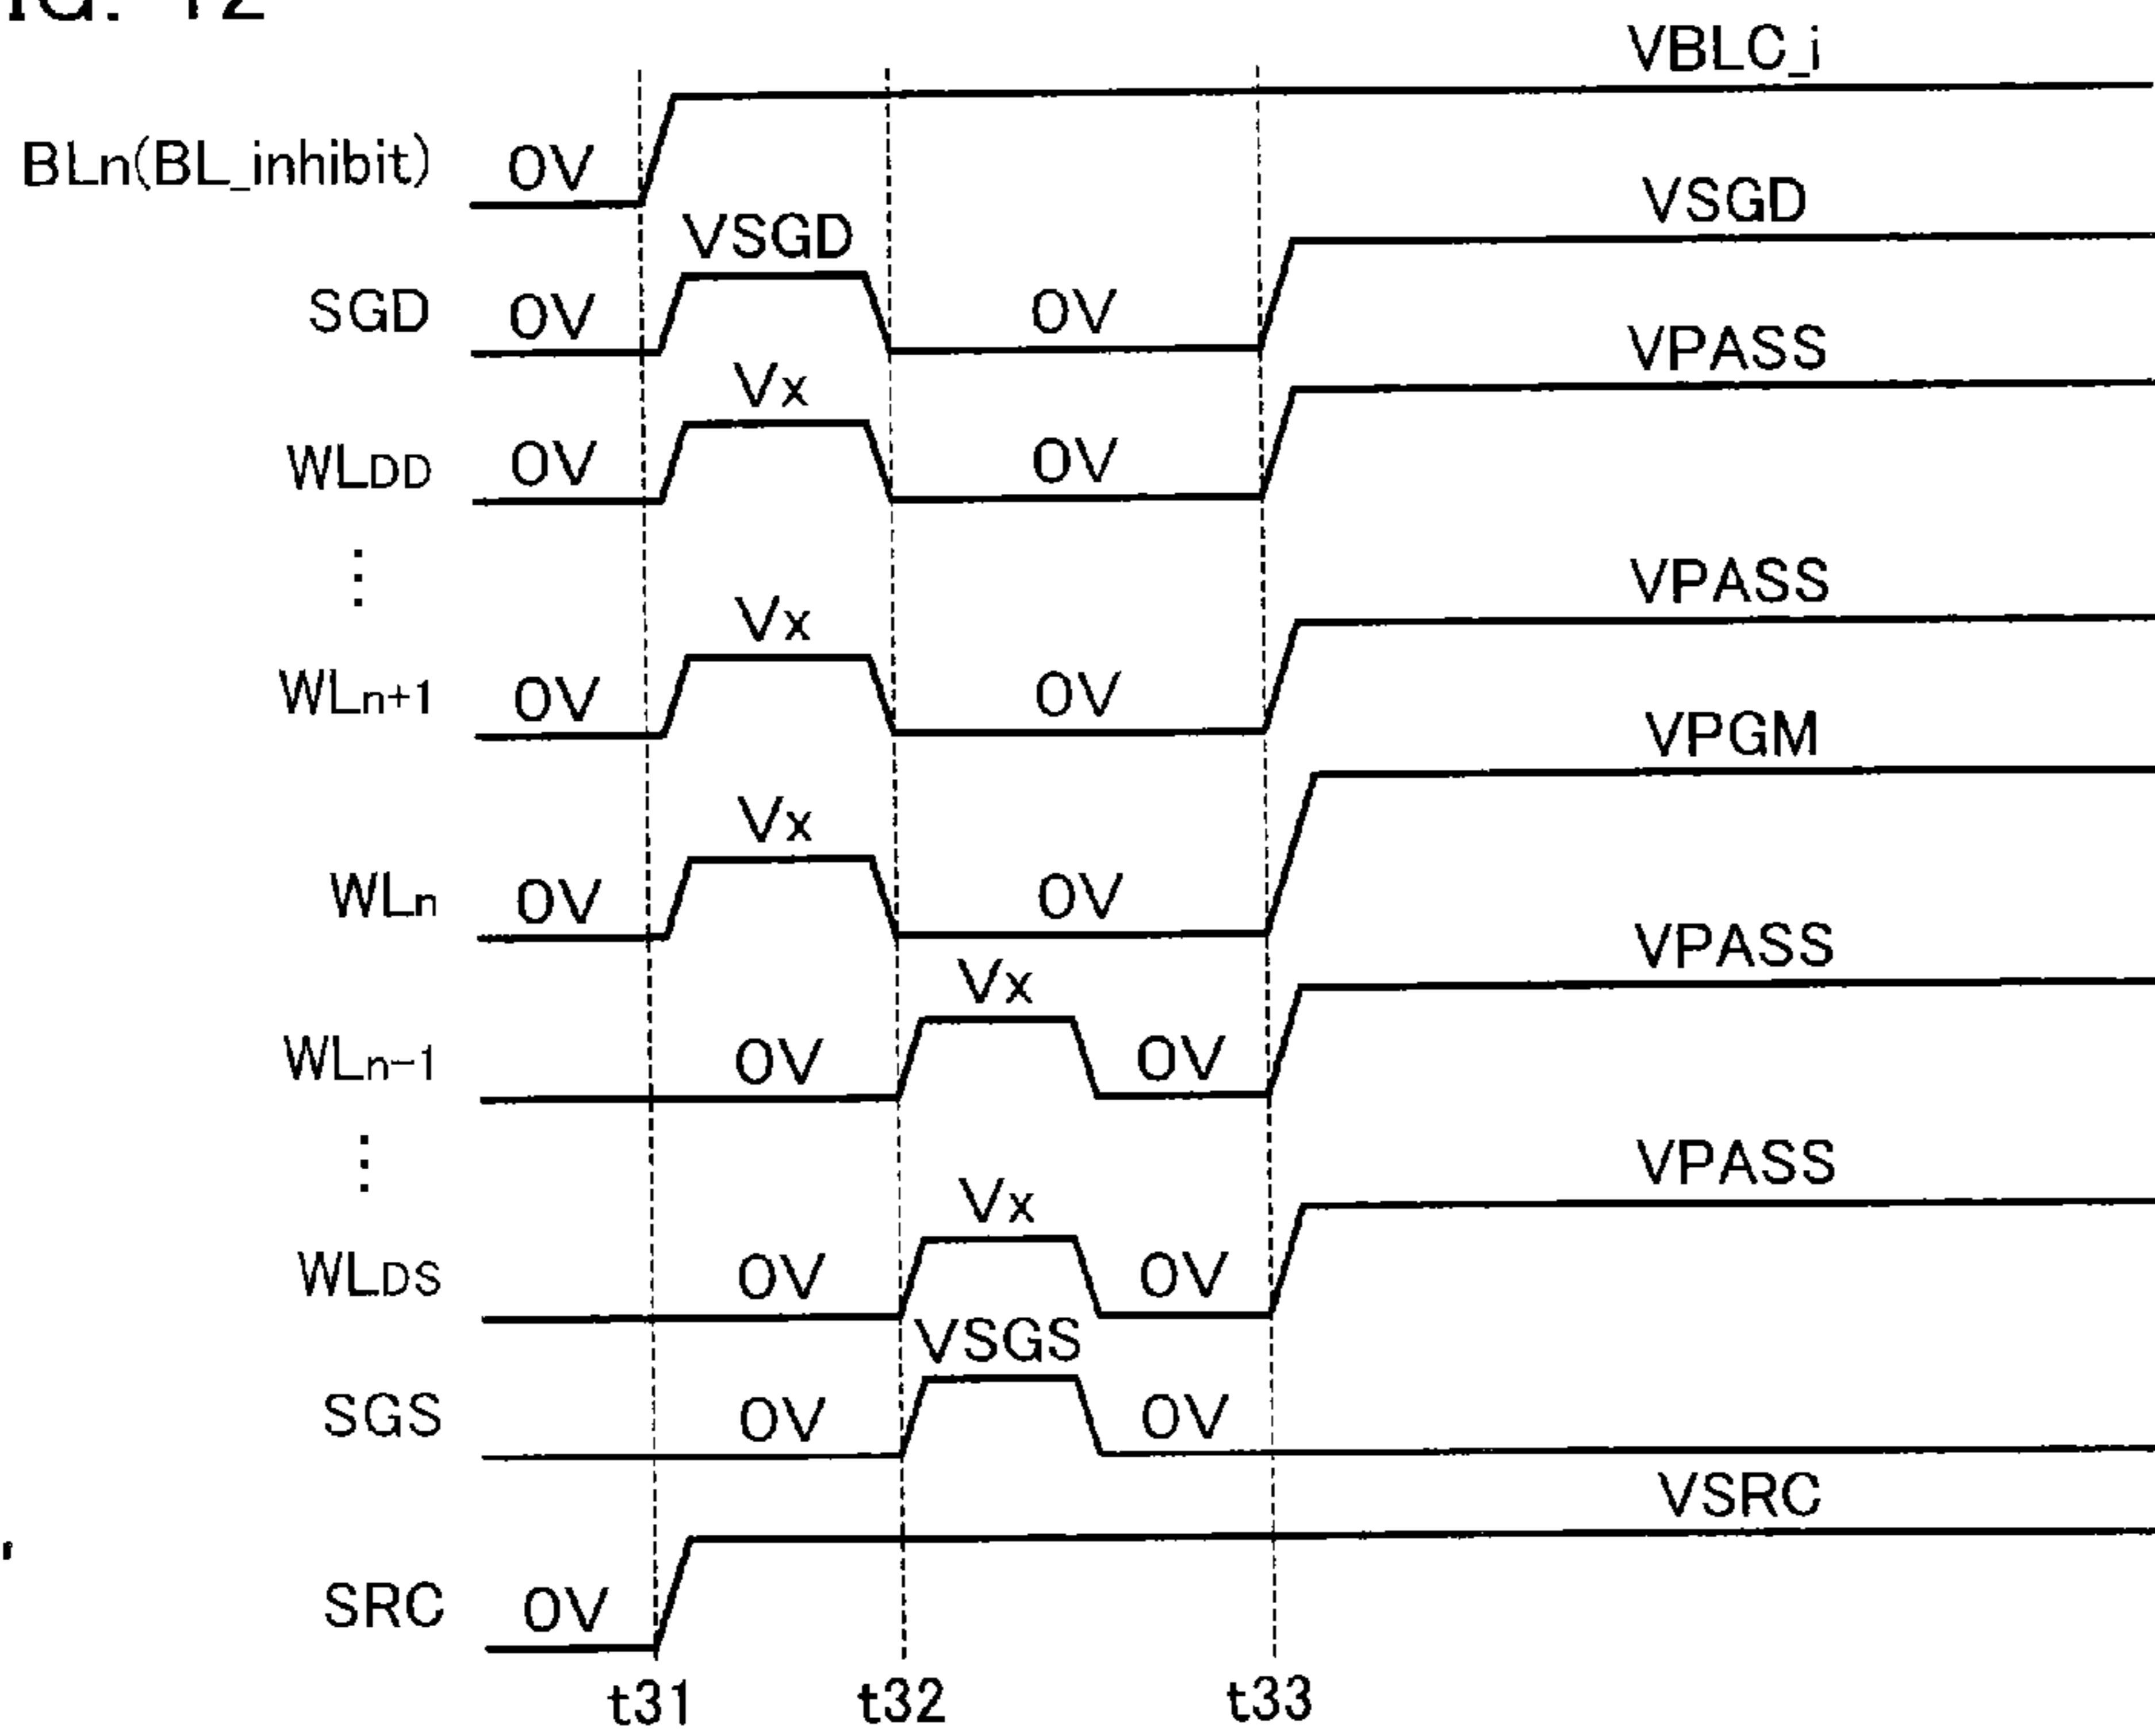 IG. 12
VBLC_i
BLn(BL_inhibit) 0V
VSGD VSGD
SGD 0V 0V
Vx VPASS
WLDD 0V 0V
⋮
Vx VPASS
WLn+1 0V 0V
Vx VPGM
WLn 0V 0V
Vx VPASS
WLn-1 0V 0V
⋮
Vx VPASS
WLDS 0V 0V
VSGS
SGS 0V 0V
VSRC
SRC 0V
t31 t32 t33